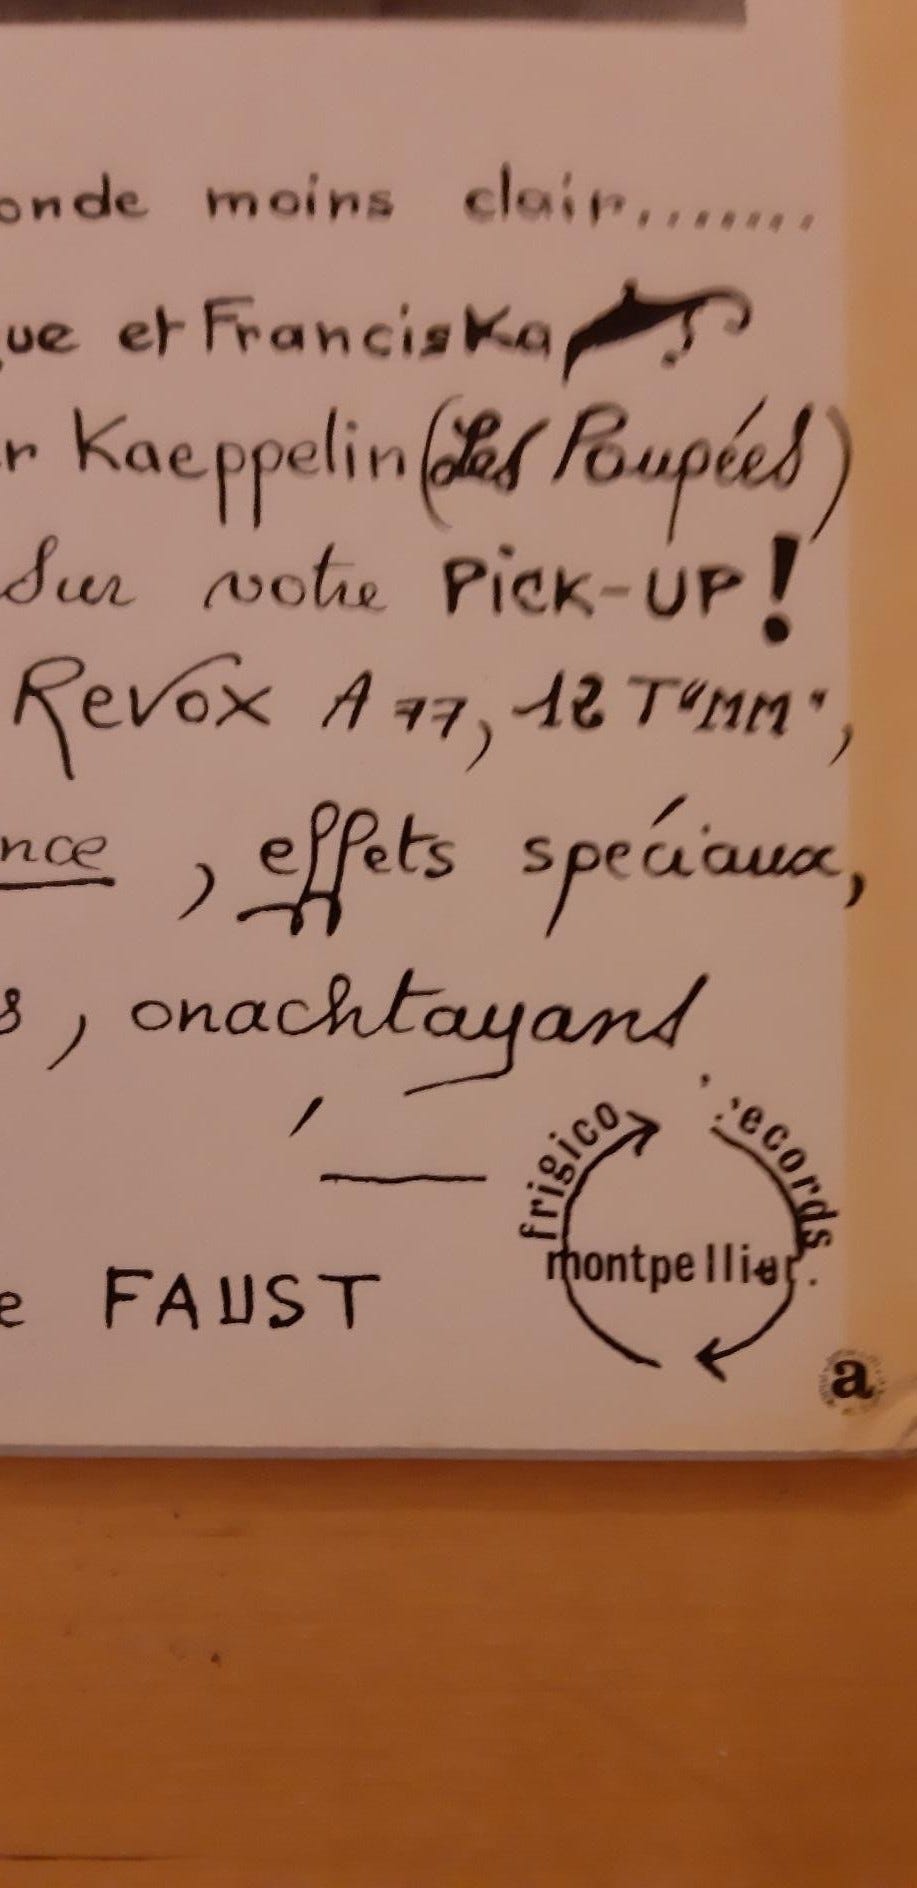 onde moins clair........
ue et Franciska
r Kaeppelin (Les Poupées)
Sur votre PICK-UP!
Revox A 77, 12 T"MM",
nce , effets spéciaux,
s , onachtayans
e FAUST
frigico records
montpellier.
a